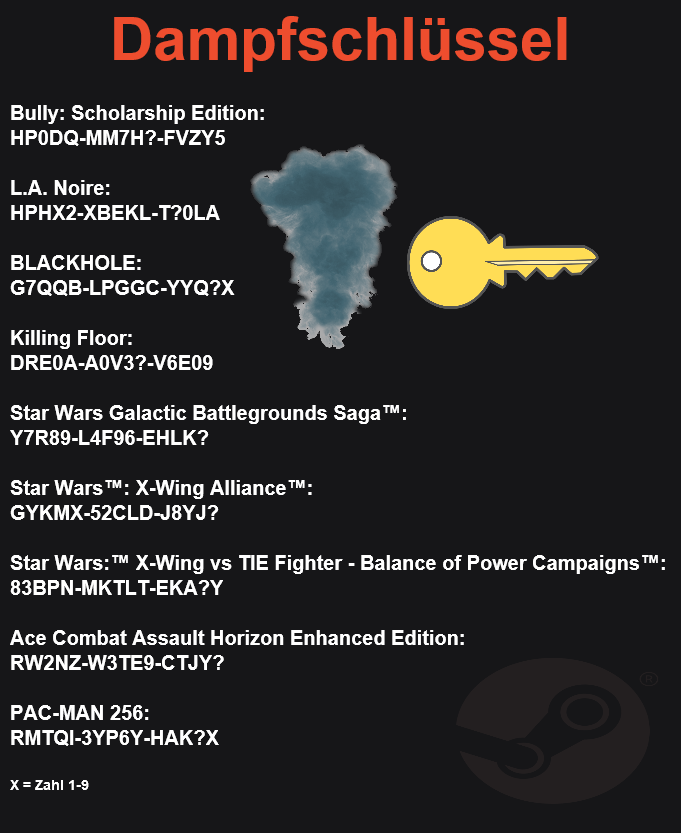 Dampfschlüssel
Bully: Scholarship Edition:
HP0DQ-MM7H?-FVZY5
L.A. Noire:
HPHX2-XBEKL-T?0LA
BLACKHOLE:
G7QQB-LPGGC-YYQ?X
Killing Floor:
DRE0A-A0V3?-V6E09
Star Wars Galactic Battlegrounds Saga™:
Y7R89-L4F96-EHLK?
Star Wars™: X-Wing Alliance™:
GYKMX-52CLD-J8YJ?
Star Wars:™ X-Wing vs TIE Fighter - Balance of Power Campaigns™:
83BPN-MKTLT-EKA?Y
Ace Combat Assault Horizon Enhanced Edition:
RW2NZ-W3TE9-CTJY?
PAC-MAN 256:
RMTQI-3YP6Y-HAK?X
X = Zahl 1-9
®